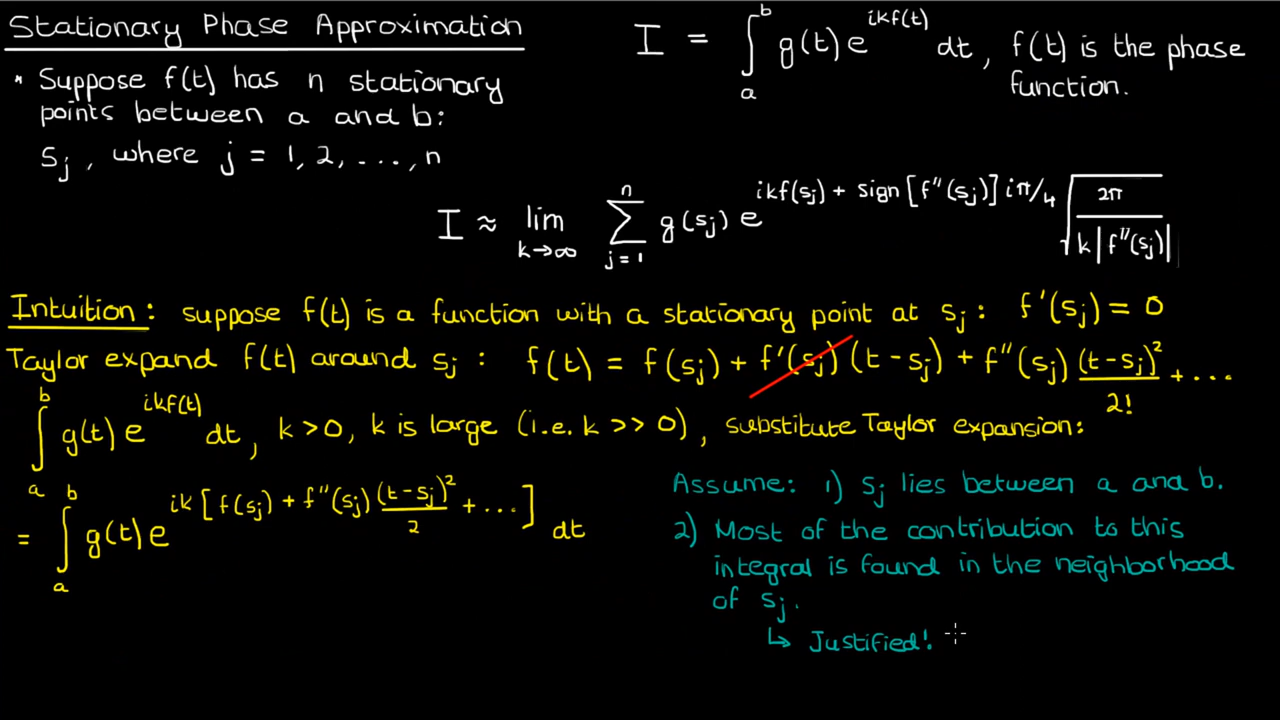 Stationary Phase Approximation
I = ∫_a^b g(t) e^{ikf(t)} dt, f(t) is the phase
function.
* Suppose f(t) has n stationary
points between a and b:
s_j, where j = 1, 2, ..., n
I ≈ lim_{k→∞} ∑_{j=1}^{n} g(s_j) e^{ikf(s_j) + sign[f''(s_j)] iπ/4} √(2π / k|f''(s_j)|)
Intuition: suppose f(t) is a function with a stationary point at s_j: f'(s_j) = 0
Taylor expand f(t) around s_j: f(t) = f(s_j) + f'(s_j)(t - s_j) + f''(s_j) (t - s_j)²/2! + ...
∫_a^b g(t) e^{ikf(t)} dt, k > 0, k is large (i.e. k >> 0), substitute Taylor expansion:
= ∫_a^b g(t) e^{ik[f(s_j) + f''(s_j) (t - s_j)²/2 + ...]} dt
Assume: 1) s_j lies between a and b.
2) Most of the contribution to this
integral is found in the neighborhood
of s_j.
↳ Justified!